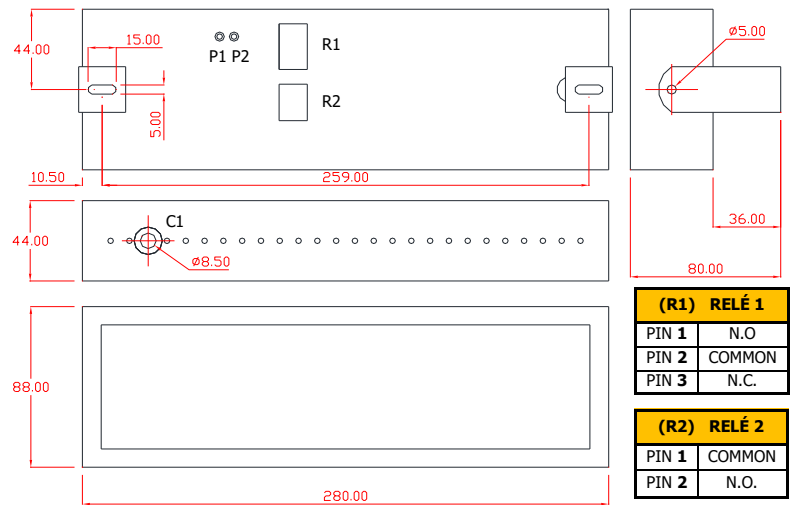 15.00
44.00
P1 P2
R1
R2
5.00
ø5.00
10.50
259.00
36.00
80.00
44.00
C1
ø8.50
88.00
280.00
(R1) RELÉ 1
PIN 1 N.O
PIN 2 COMMON
PIN 3 N.C.
(R2) RELÉ 2
PIN 1 COMMON
PIN 2 N.O.